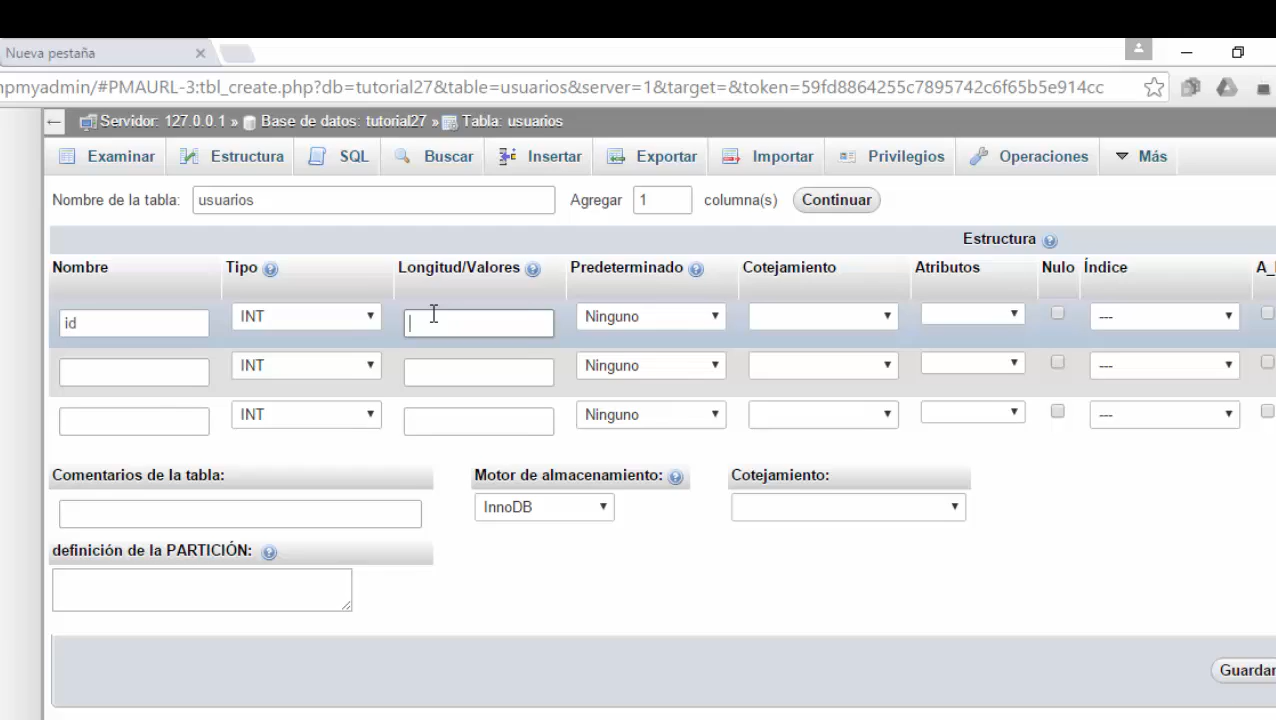 Nueva pestaña
npmyadmin/#PMAURL-3:tbl_create.php?db=tutorial27&table=usuarios&server=1&target=&token=59fd8864255c7895742c6f65b5e914cc
Servidor: 127.0.0.1 » Base de datos: tutorial27 » Tabla: usuarios
Examinar Estructura SQL Buscar Insertar Exportar Importar Privilegios Operaciones Más
Nombre de la tabla: usuarios Agregar 1 columna(s) Continuar
Estructura
Nombre Tipo Longitud/Valores Predeterminado Cotejamiento Atributos Nulo Índice A_
id INT Ninguno ---
INT Ninguno ---
INT Ninguno ---
Comentarios de la tabla: Motor de almacenamiento: Cotejamiento:
InnoDB
definición de la PARTICIÓN:
Guardar